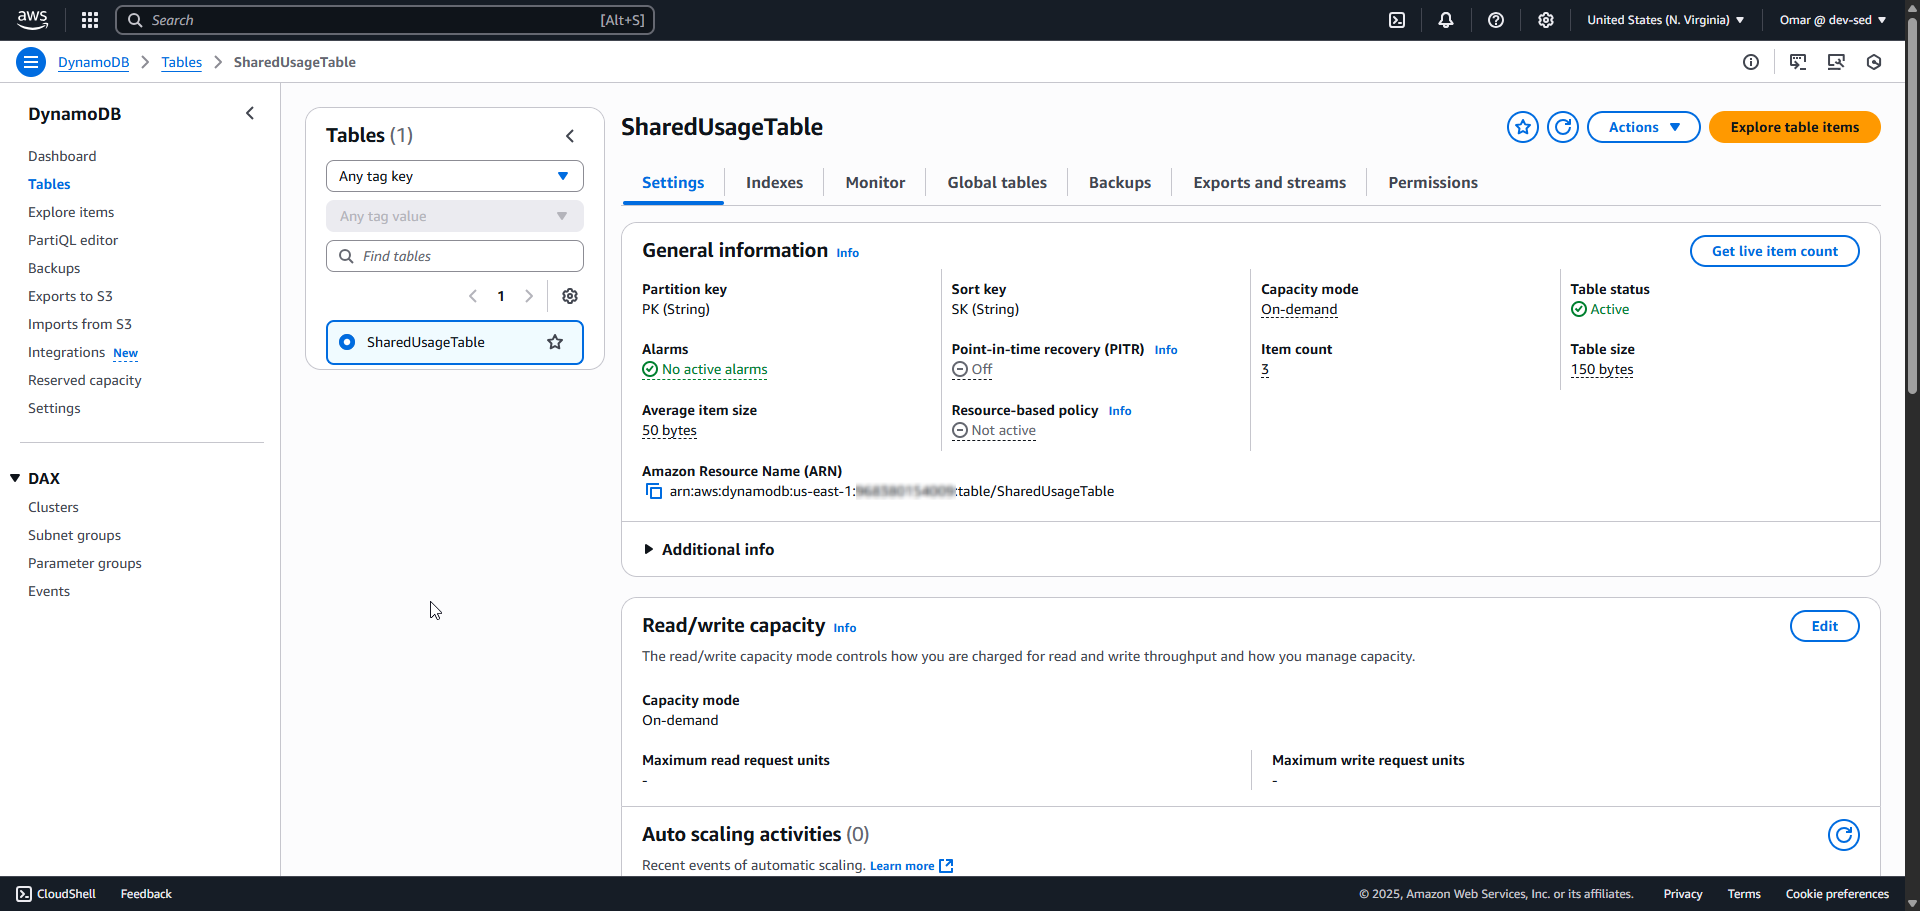 aws
Search [Alt+S]
United States (N. Virginia)
Omar @ dev-sed
DynamoDB
Tables
SharedUsageTable
DynamoDB
Dashboard
Tables
Explore items
PartiQL editor
Backups
Exports to S3
Imports from S3
Integrations New
Reserved capacity
Settings
DAX
Clusters
Subnet groups
Parameter groups
Events
Tables (1)
Any tag key
Any tag value
Find tables
1
SharedUsageTable
SharedUsageTable
Actions
Explore table items
Settings
Indexes
Monitor
Global tables
Backups
Exports and streams
Permissions
General information Info
Get live item count
Partition key
PK (String)
Sort key
SK (String)
Capacity mode
On-demand
Table status
Active
Alarms
No active alarms
Point-in-time recovery (PITR) Info
Off
Item count
3
Table size
150 bytes
Average item size
50 bytes
Resource-based policy Info
Not active
Amazon Resource Name (ARN)
arn:aws:dynamodb:us-east-1: :table/SharedUsageTable
Additional info
Read/write capacity Info
Edit
The read/write capacity mode controls how you are charged for read and write throughput and how you manage capacity.
Capacity mode
On-demand
Maximum read request units
-
Maximum write request units
-
Auto scaling activities (0)
Recent events of automatic scaling. Learn more
CloudShell
Feedback
© 2025, Amazon Web Services, Inc. or its affiliates.
Privacy
Terms
Cookie preferences